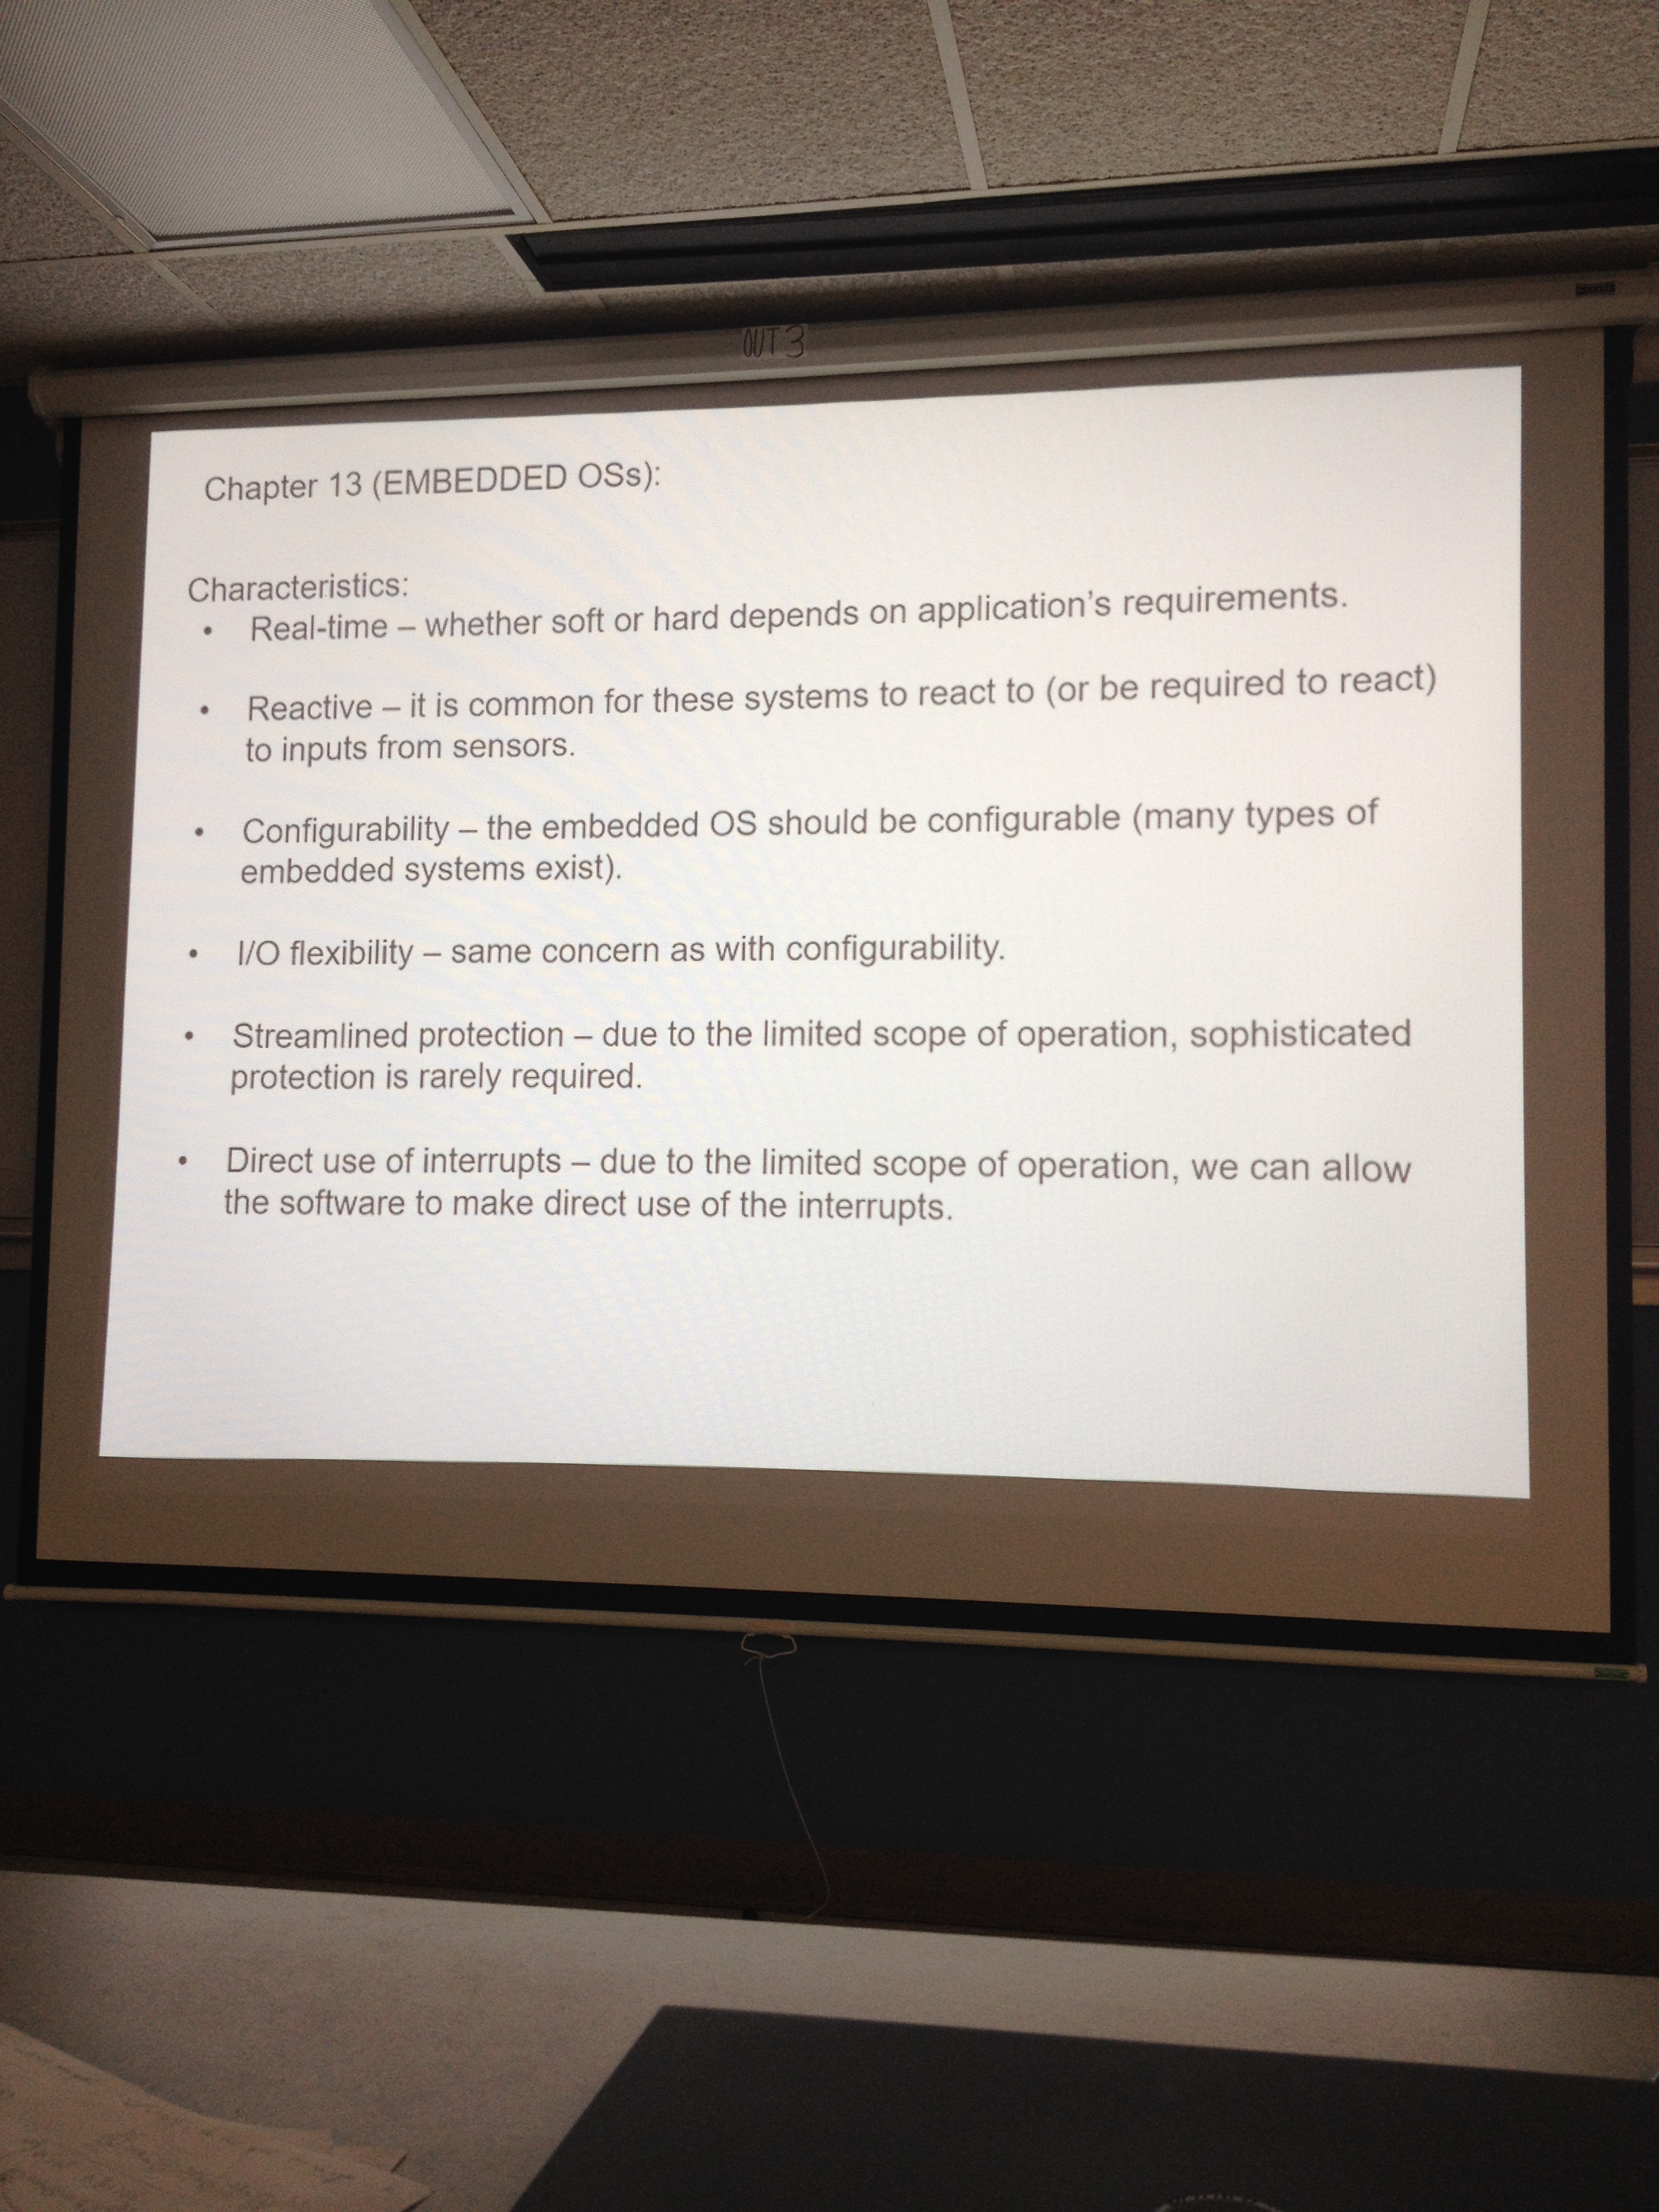 OUT 3
Chapter 13 (EMBEDDED OSs):
Characteristics:
• Real-time – whether soft or hard depends on application's requirements.
• Reactive – it is common for these systems to react to (or be required to react)
to inputs from sensors.
• Configurability – the embedded OS should be configurable (many types of
embedded systems exist).
• I/O flexibility – same concern as with configurability.
• Streamlined protection – due to the limited scope of operation, sophisticated
protection is rarely required.
• Direct use of interrupts – due to the limited scope of operation, we can allow
the software to make direct use of the interrupts.